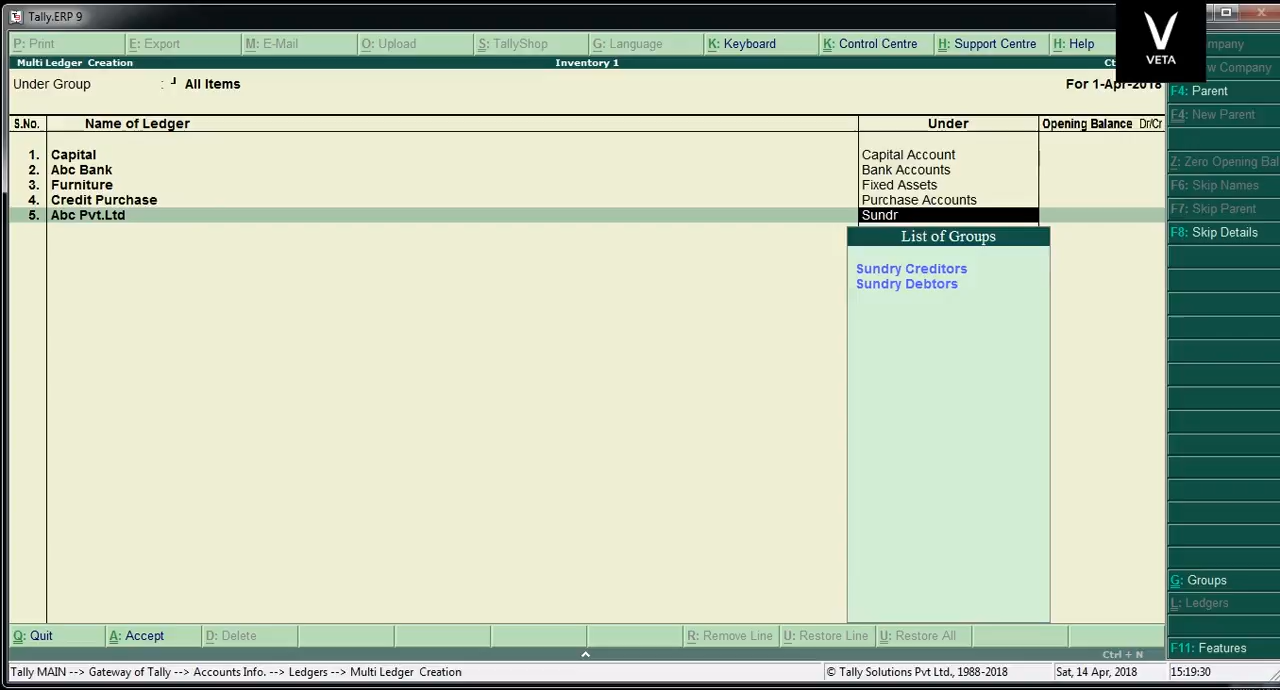 Tally.ERP 9
P: Print E: Export M: E-Mail O: Upload S: TallyShop G: Language K: Keyboard K: Control Centre H: Support Centre H: Help
VETA
Multi Ledger Creation Inventory 1
w Company
Under Group : All Items For 1-Apr-2018
F4: Parent
F4: New Parent
S.No. Name of Ledger Under Opening Balance Dr/Cr
1. Capital Capital Account
2. Abc Bank Bank Accounts
3. Furniture Fixed Assets
4. Credit Purchase Purchase Accounts
5. Abc Pvt.Ltd Sundr
Z: Zero Opening Bal
F6: Skip Names
F7: Skip Parent
F8: Skip Details
List of Groups
Sundry Creditors
Sundry Debtors
G: Groups
L: Ledgers
F11: Features
Q: Quit A: Accept D: Delete R: Remove Line U: Restore Line U: Restore All
Ctrl + N
Tally MAIN --> Gateway of Tally --> Accounts Info. --> Ledgers --> Multi Ledger Creation © Tally Solutions Pvt Ltd., 1988-2018 Sat, 14 Apr, 2018 15:19:30